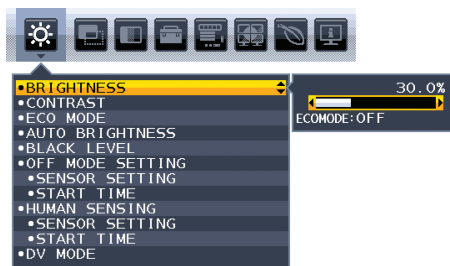 •BRIGHTNESS
•CONTRAST
•ECO MODE
•AUTO BRIGHTNESS
•BLACK LEVEL
•OFF MODE SETTING
•SENSOR SETTING
•START TIME
•HUMAN SENSING
•SENSOR SETTING
•START TIME
•DV MODE
30.0%
ECOMODE:OFF